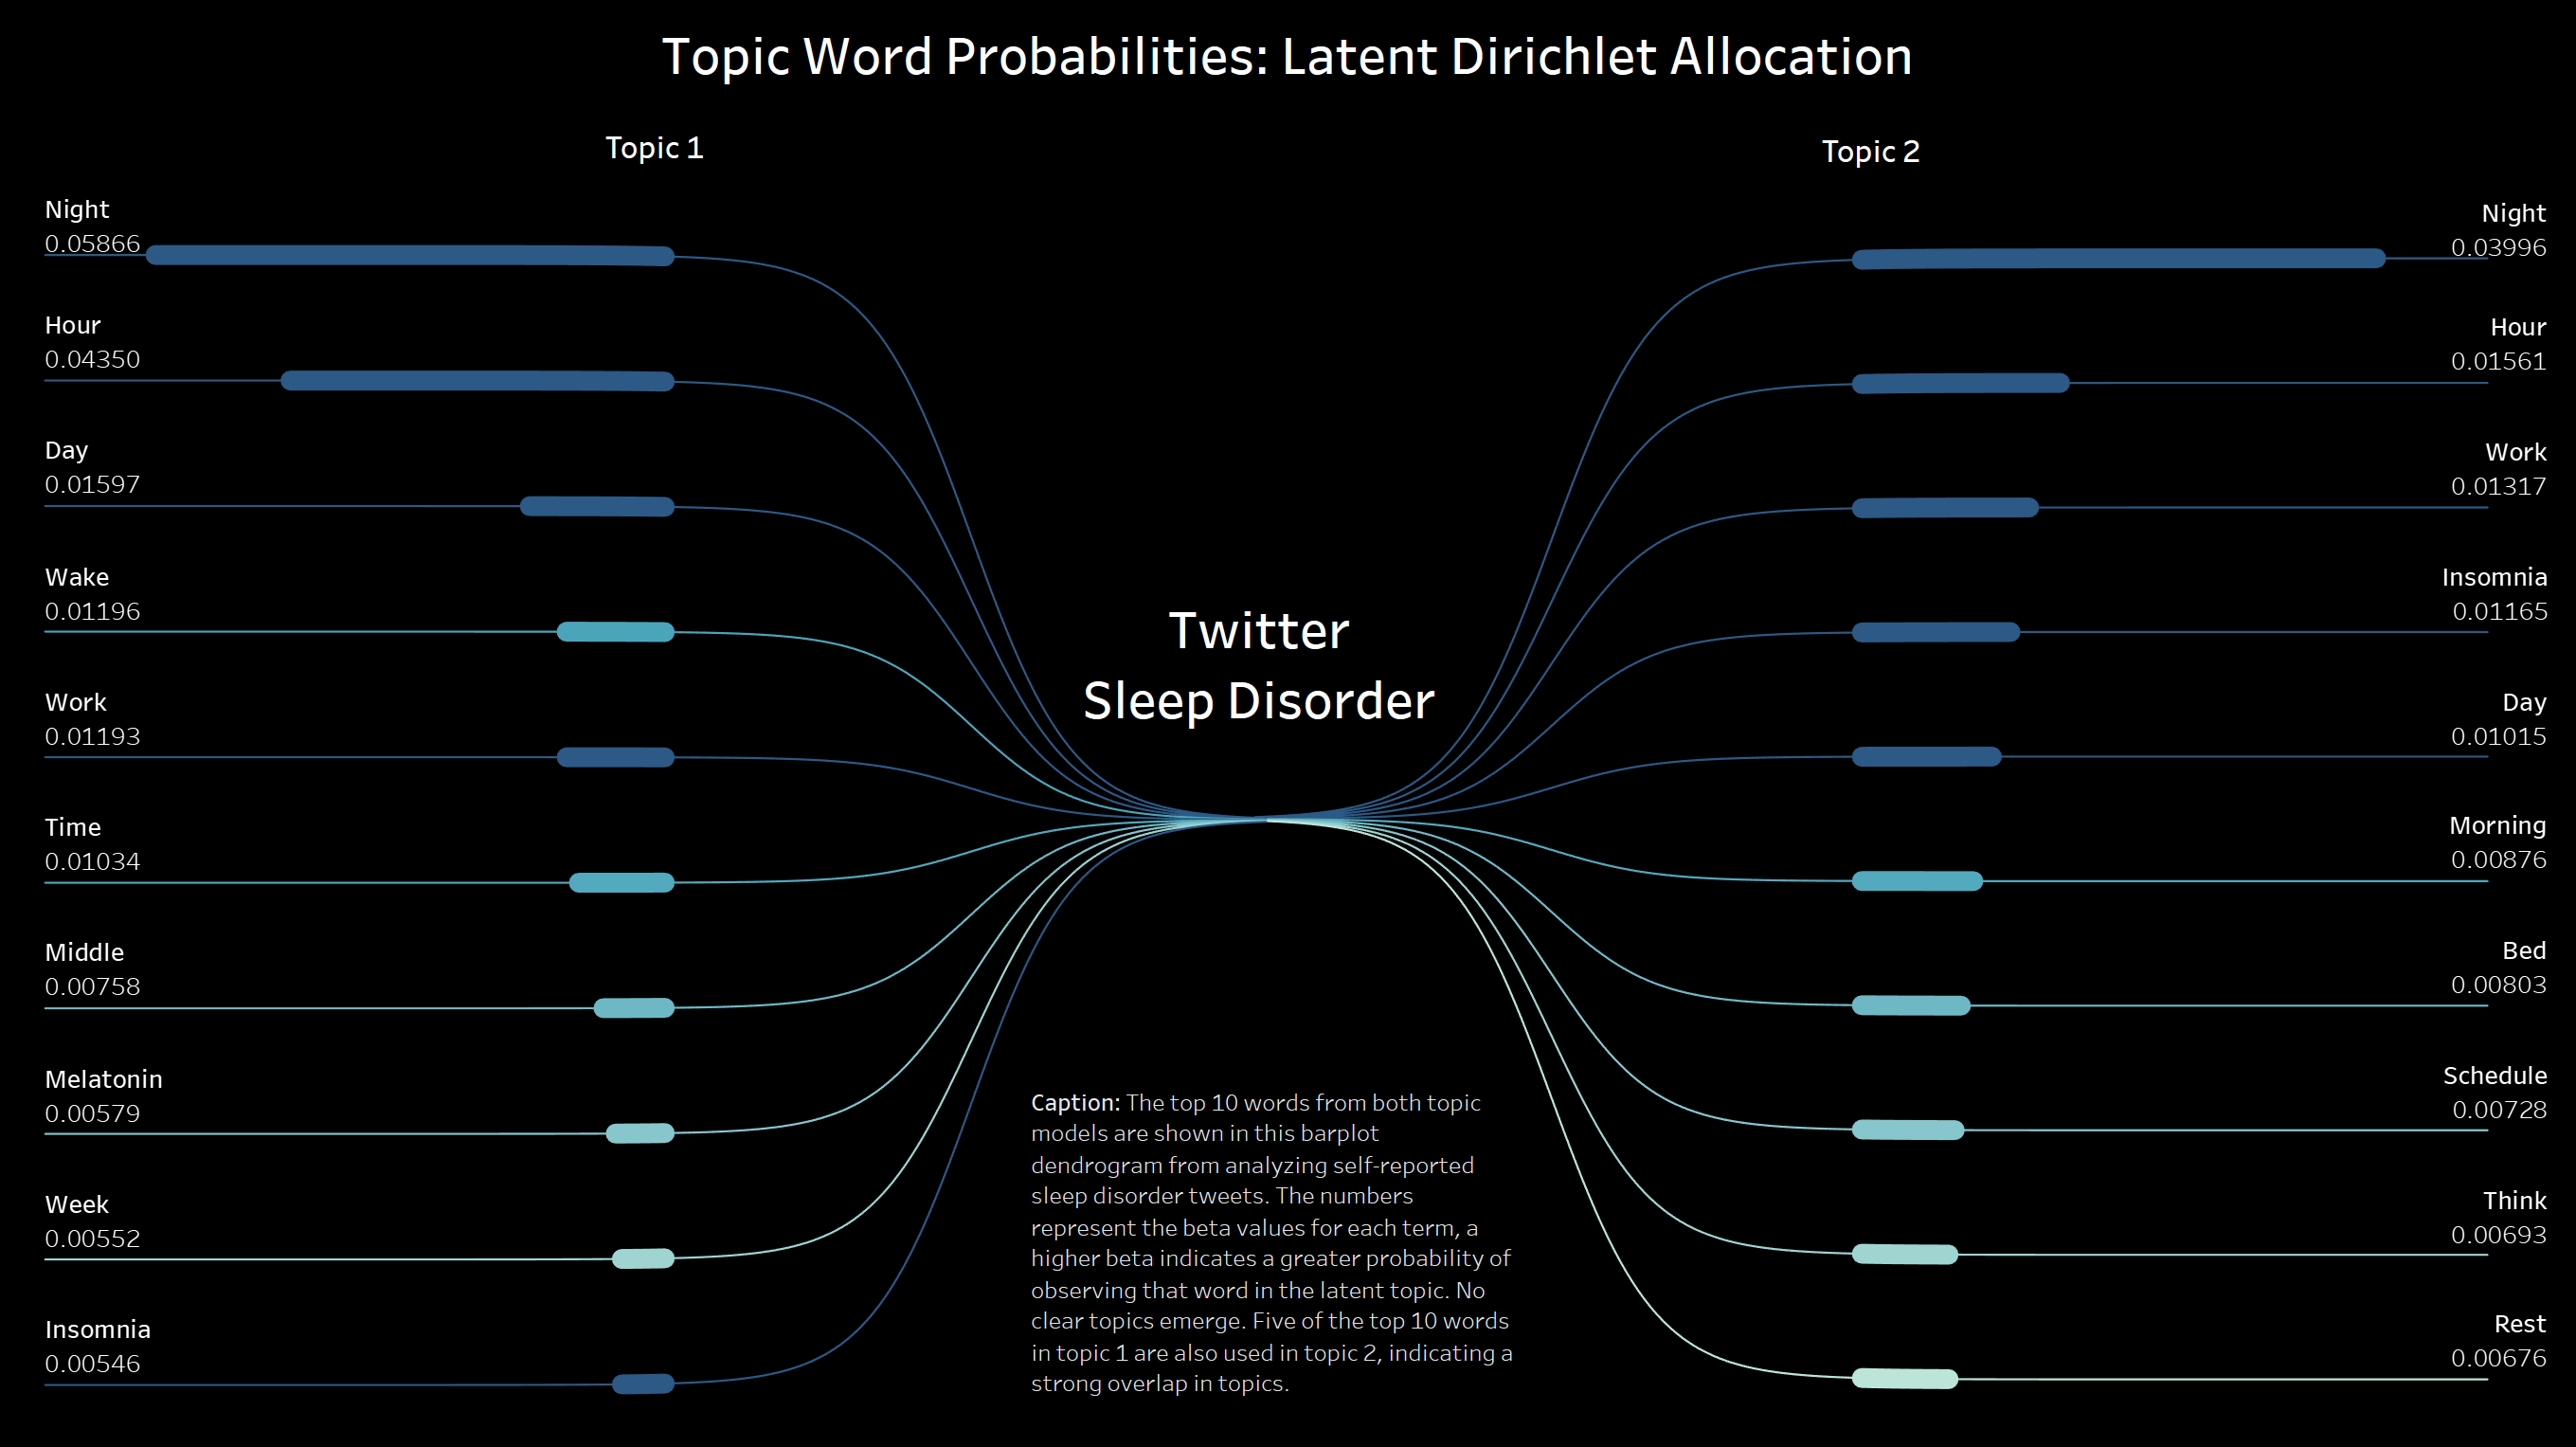 Topic Word Probabilities: Latent Dirichlet Allocation
Topic 1
Night
0.05866
Hour
0.04350
Day
0.01597
Wake
0.01196
Work
0.01193
Time
0.01034
Middle
0.00758
Melatonin
0.00579
Week
0.00552
Insomnia
0.00546
Twitter
Sleep Disorder
Caption: The top 10 words from both topic
models are shown in this barplot
dendrogram from analyzing self-reported
sleep disorder tweets. The numbers
represent the beta values for each term, a
higher beta indicates a greater probability of
observing that word in the latent topic. No
clear topics emerge. Five of the top 10 words
in topic 1 are also used in topic 2, indicating a
strong overlap in topics.
Topic 2
Night
0.03996
Hour
0.01561
Work
0.01317
Insomnia
0.01165
Day
0.01015
Morning
0.00876
Bed
0.00803
Schedule
0.00728
Think
0.00693
Rest
0.00676